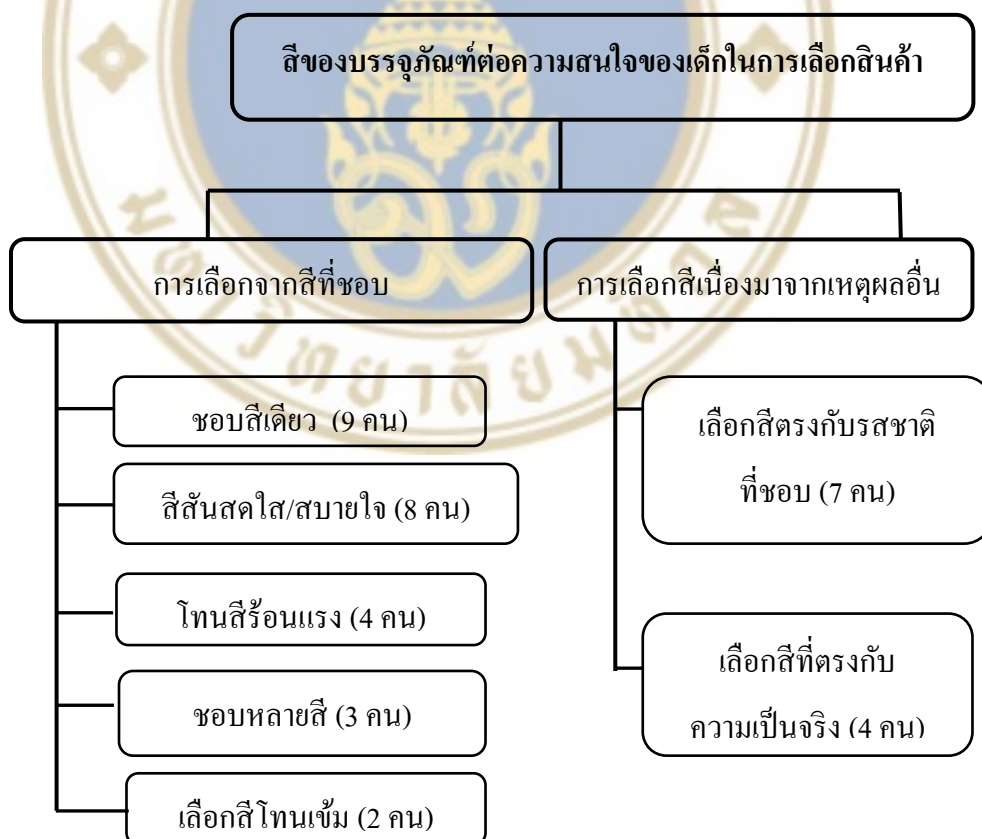 สีของบรรจุภัณฑ์ต่อความสนใจของเด็กในการเลือกสินค้า
การเลือกจากสีที่ชอบ
ชอบสีเดียว (9 คน)
สีสันสดใส/สบายใจ (8 คน)
โทนสีร้อนแรง (4 คน)
ชอบหลายสี (3 คน)
เลือกสีโทนเข้ม (2 คน)
การเลือกสีเนื่องมาจากเหตุผลอื่น
เลือกสีตรงกับรสชาติ
ที่ชอบ (7 คน)
เลือกสีที่ตรงกับ
ความเป็นจริง (4 คน)